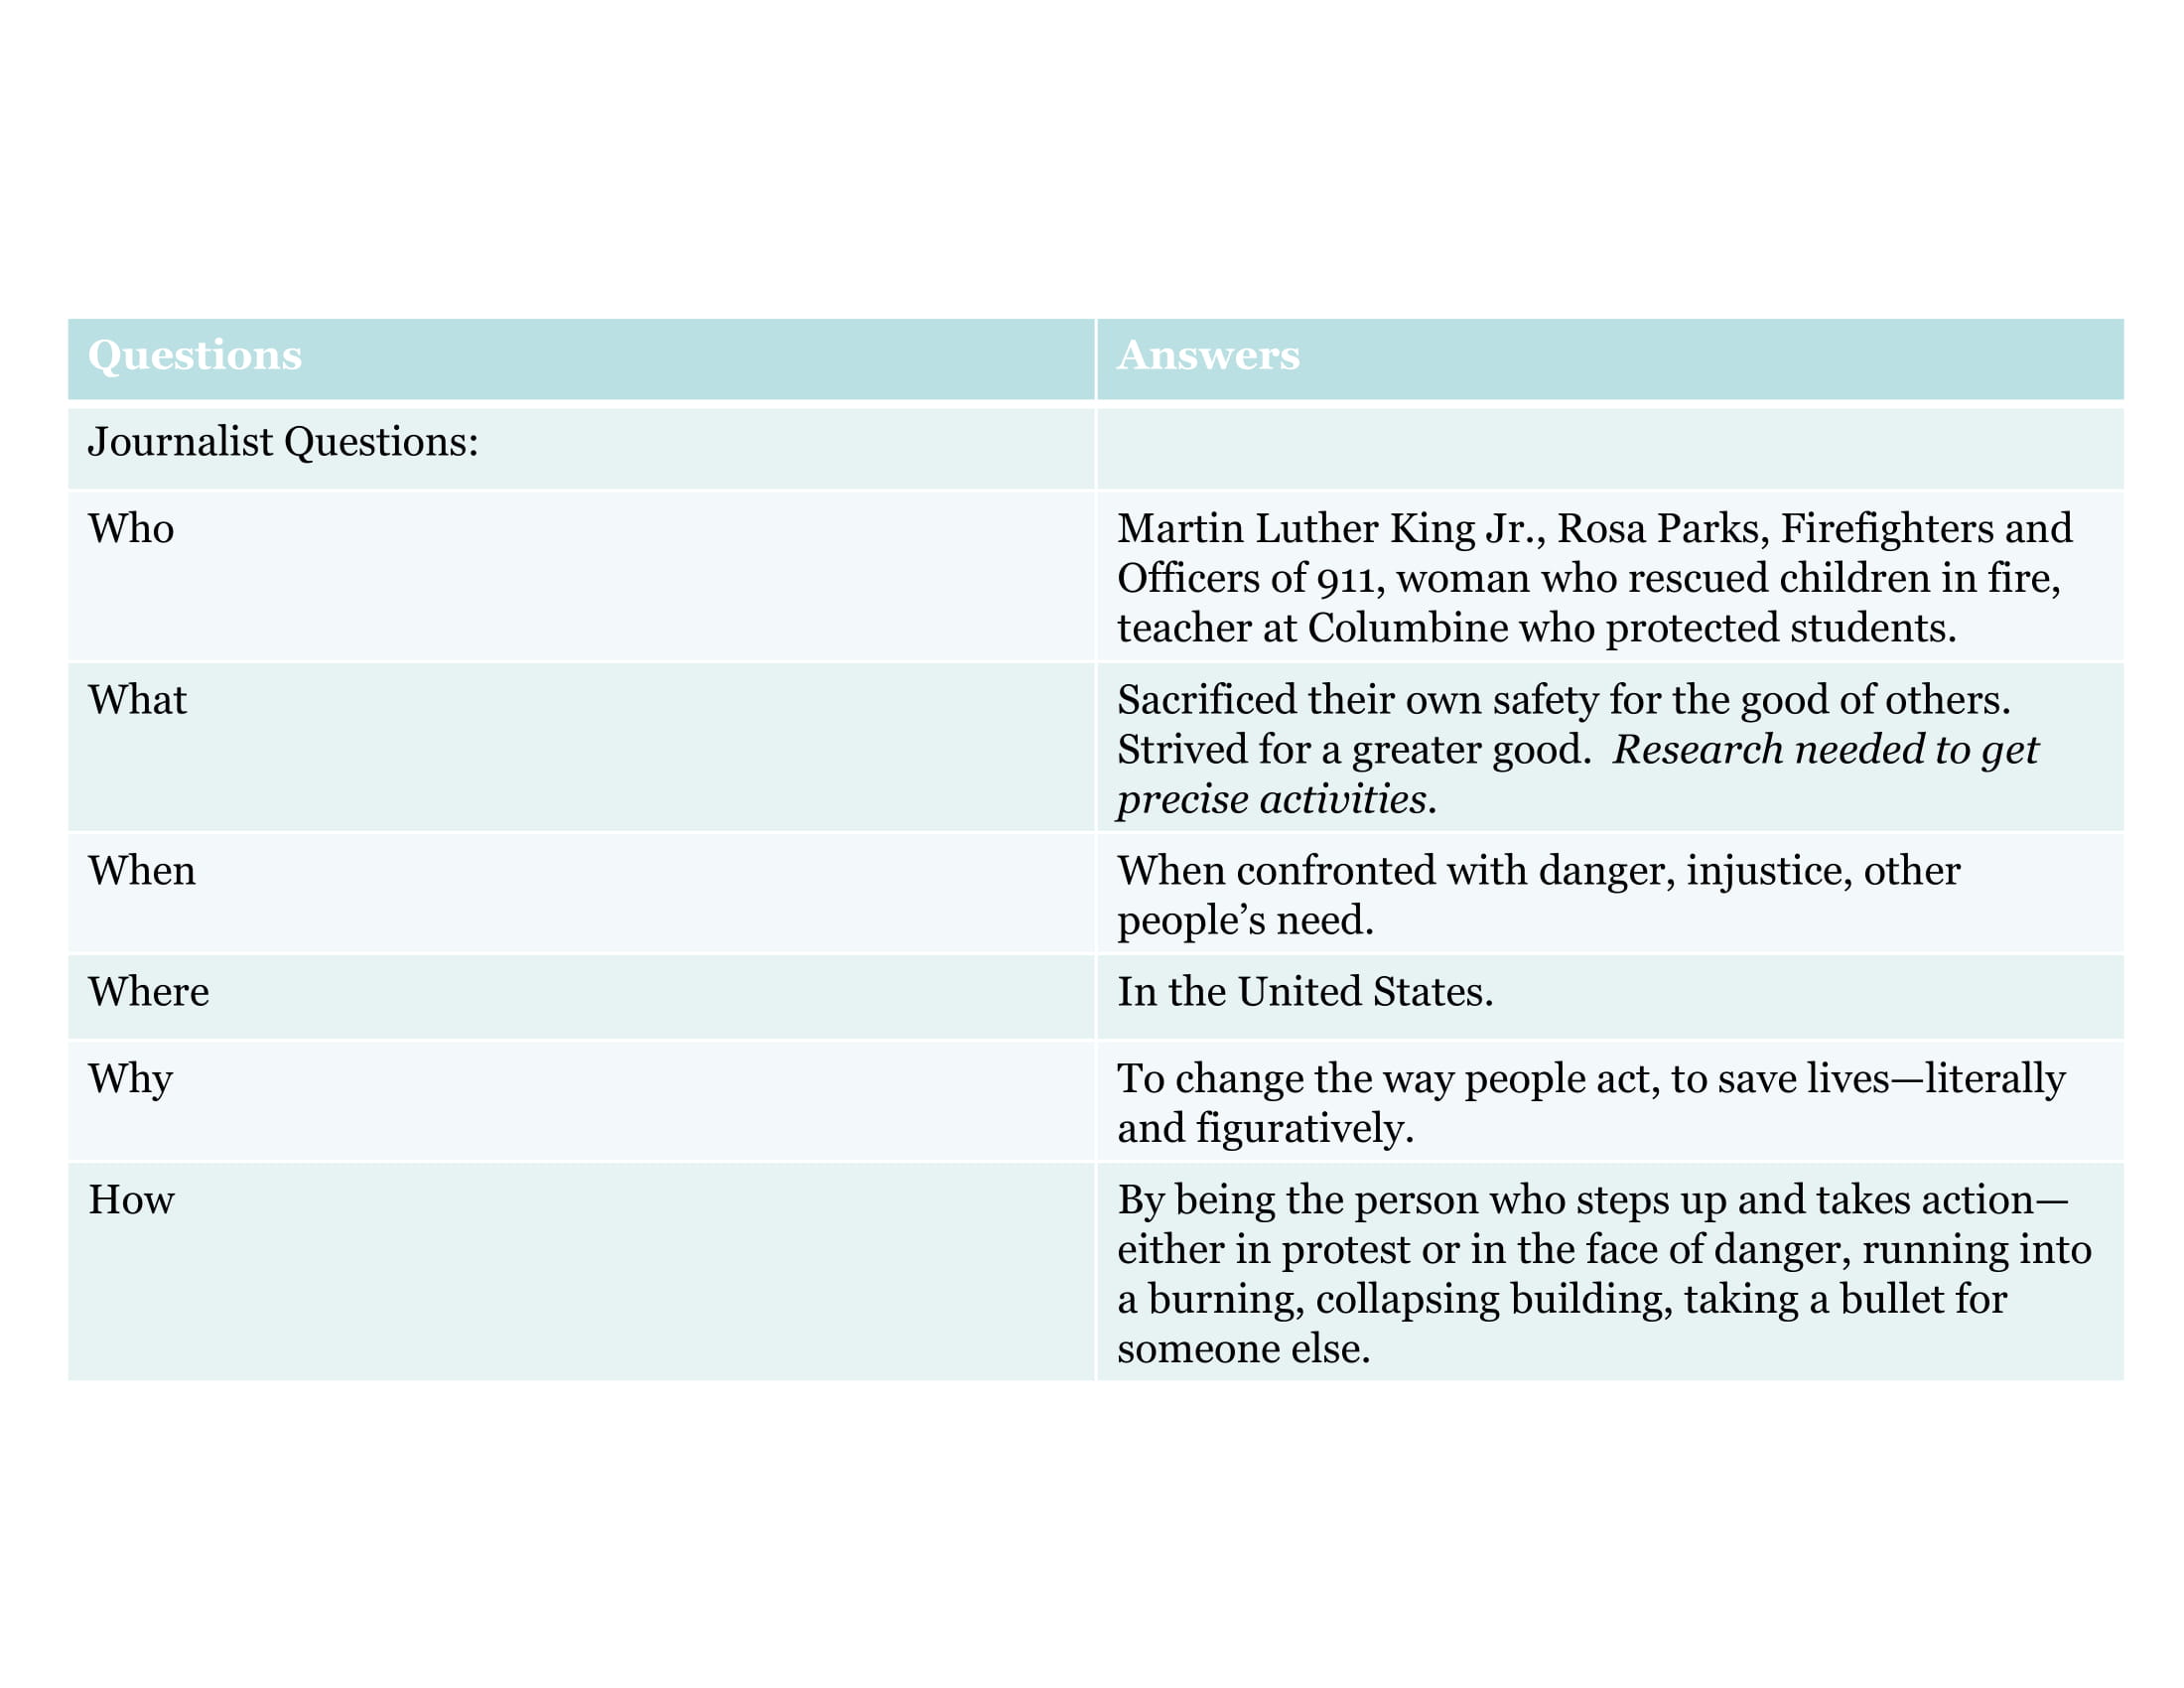 Questions
Answers
Journalist Questions:
Who
Martin Luther King Jr., Rosa Parks, Firefighters and
Officers of 911, woman who rescued children in fire,
teacher at Columbine who protected students.
What
Sacrificed their own safety for the good of others.
Strived for a greater good.  Research needed to get
precise activities.
When
When confronted with danger, injustice, other
people’s need.
Where
In the United States.
Why
To change the way people act, to save lives—literally
and figuratively.
How
By being the person who steps up and takes action—
either in protest or in the face of danger, running into
a burning, collapsing building, taking a bullet for
someone else.